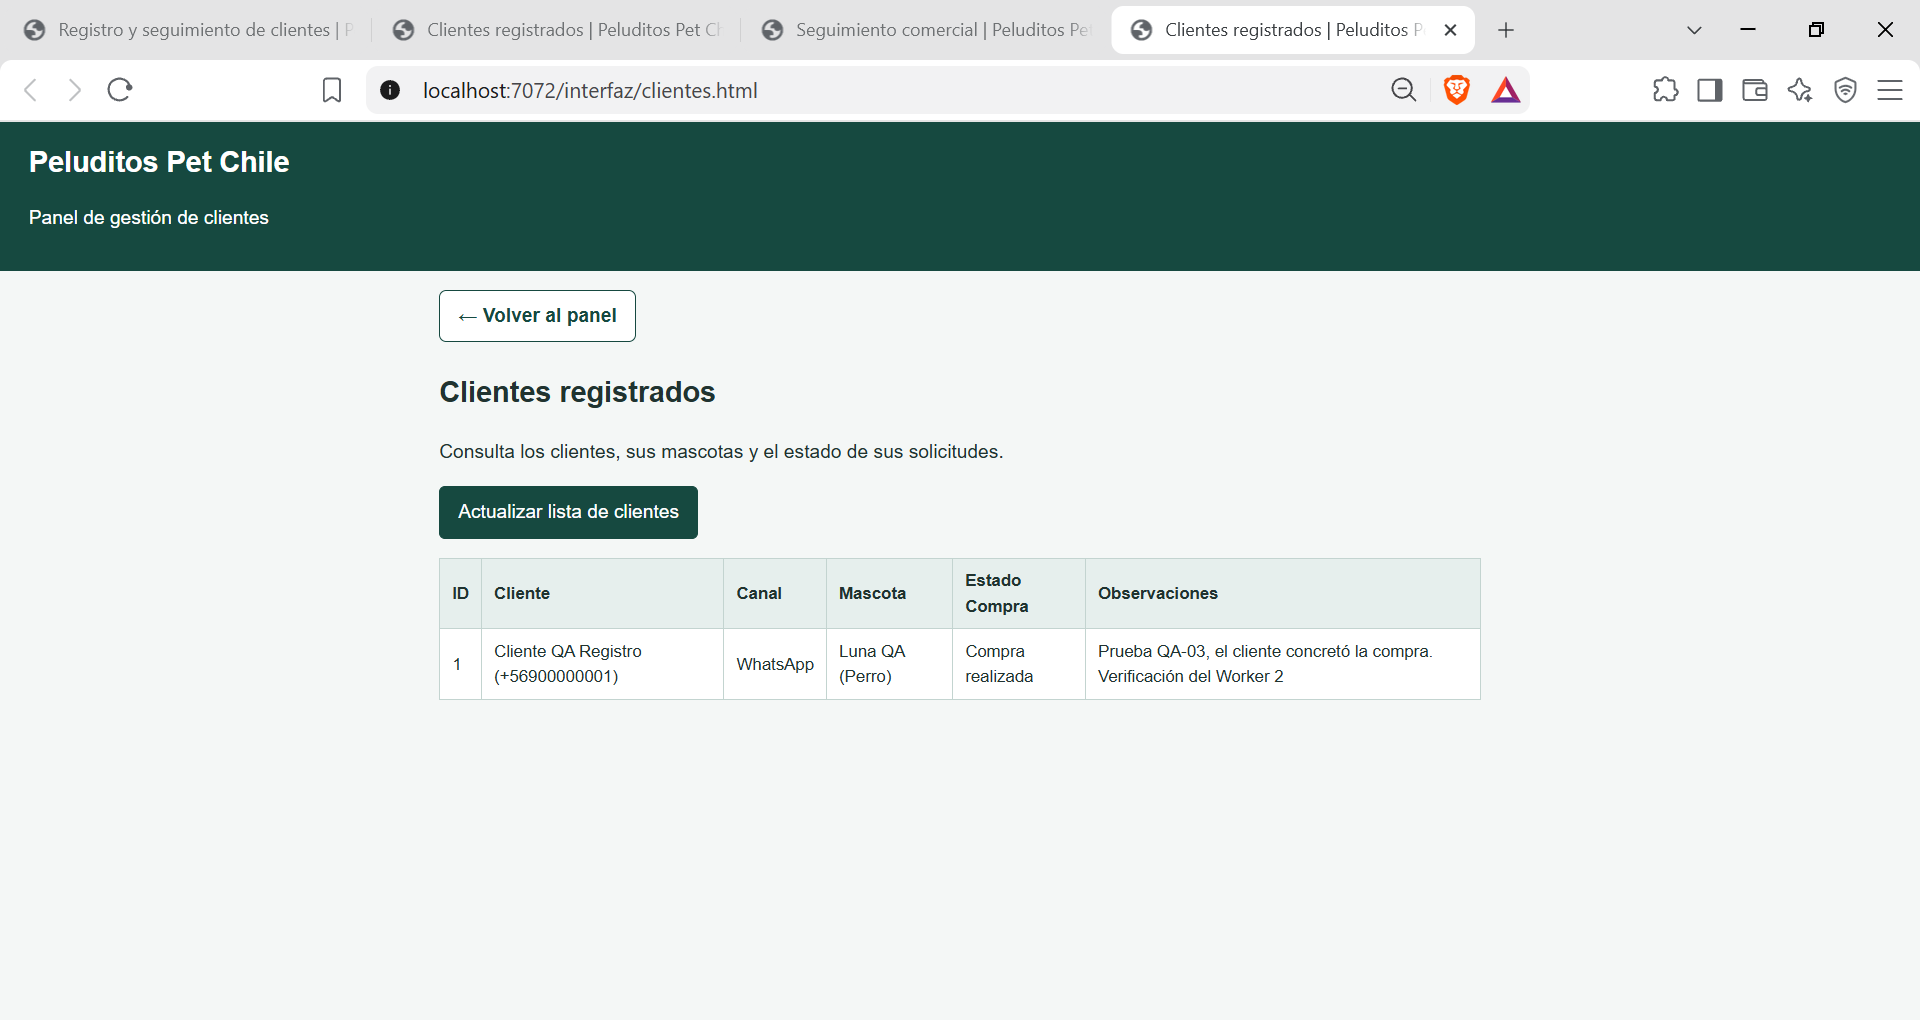 Registro y seguimiento de clientes | P
Clientes registrados | Peluditos Pet Ch
Seguimiento comercial | Peluditos Pet
Clientes registrados | Peluditos P
localhost:7072/interfaz/clientes.html
Peluditos Pet Chile
Panel de gestión de clientes
← Volver al panel
Clientes registrados
Consulta los clientes, sus mascotas y el estado de sus solicitudes.
Actualizar lista de clientes
ID Cliente Canal Mascota Estado Compra Observaciones
1 Cliente QA Registro (+56900000001) WhatsApp Luna QA (Perro) Compra realizada Prueba QA-03, el cliente concretó la compra. Verificación del Worker 2